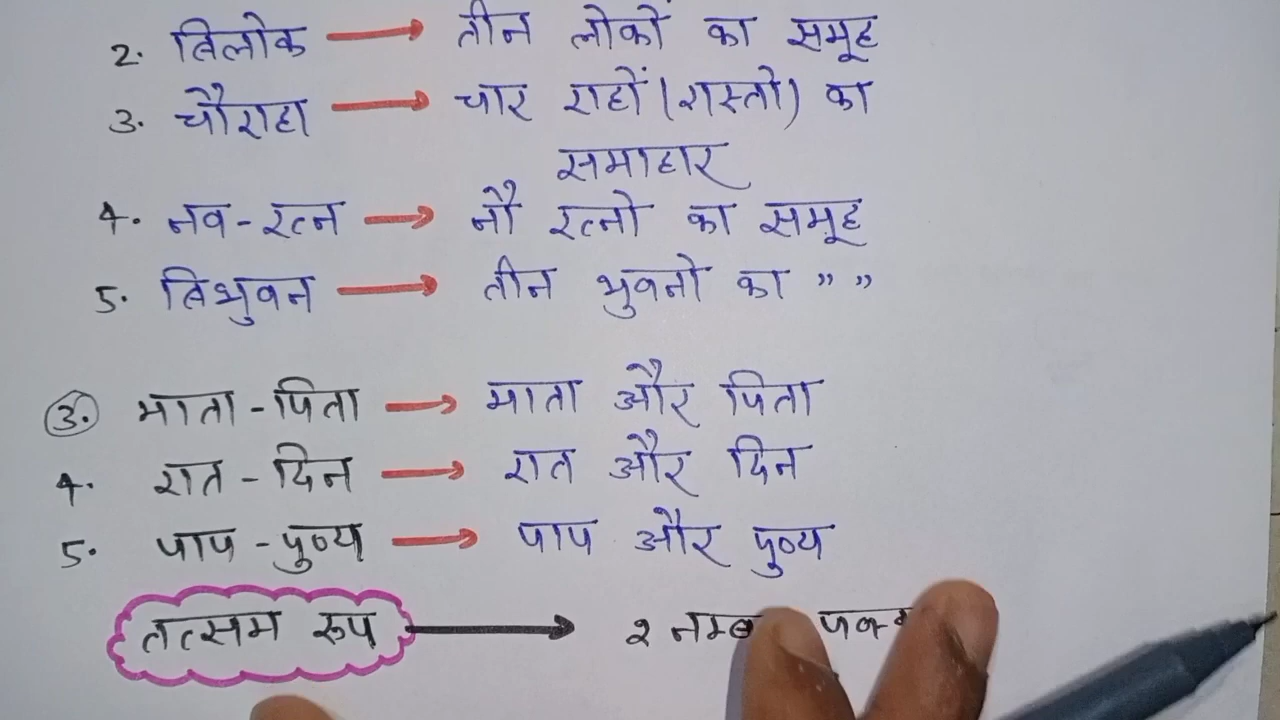 2. त्रिलोक → तीन लोकों का समूह
3. चौराहा → चार राहों (रास्तो) का
समाहार
4. नव-रत्न → नौ रत्नो का समूह
5. त्रिभुवन → तीन भुवनो का ” ”
3. माता-पिता → माता और पिता
4. रात-दिन → रात और दिन
5. पाप-पुण्य → पाप और पुण्य
तत्सम रूप → २